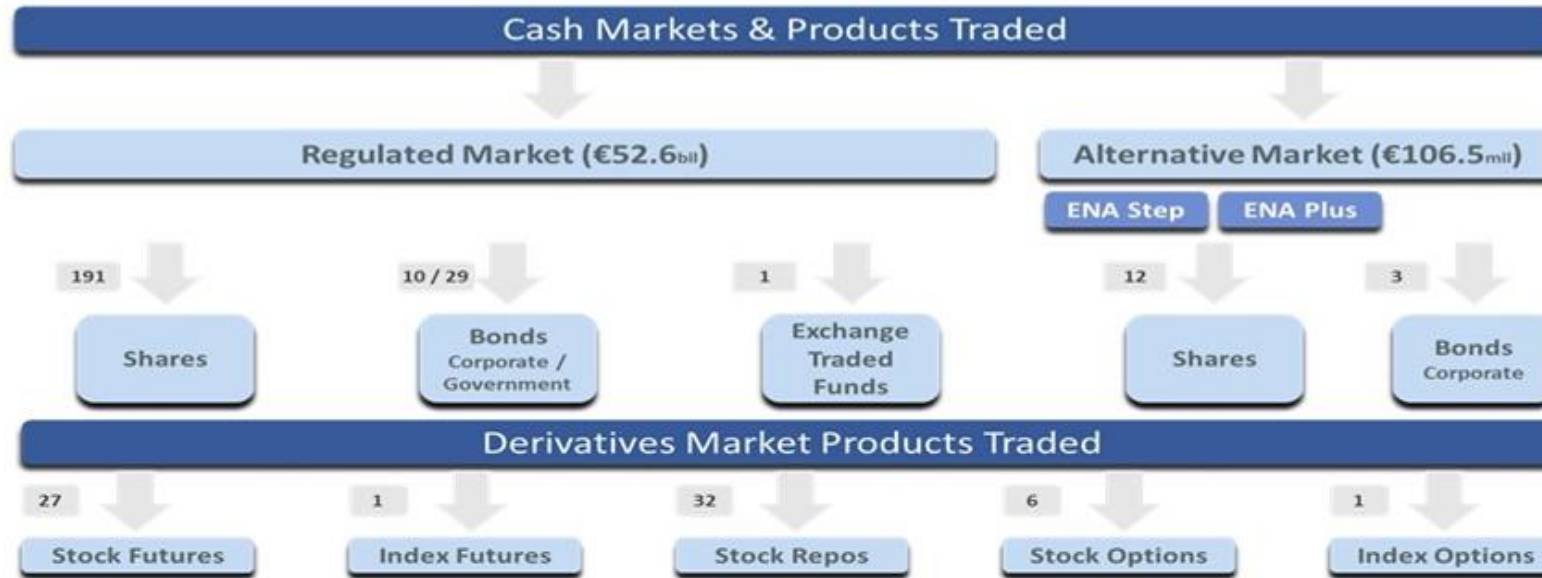 Cash Markets & Products Traded
Regulated Market (€52.6bil)
Alternative Market (€106.5mil)
ENA Step
ENA Plus
191
10 / 29
1
12
3
Shares
Bonds
Corporate /
Government
Exchange
Traded
Funds
Shares
Bonds
Corporate
Derivatives Market Products Traded
27
1
32
6
1
Stock Futures
Index Futures
Stock Repos
Stock Options
Index Options